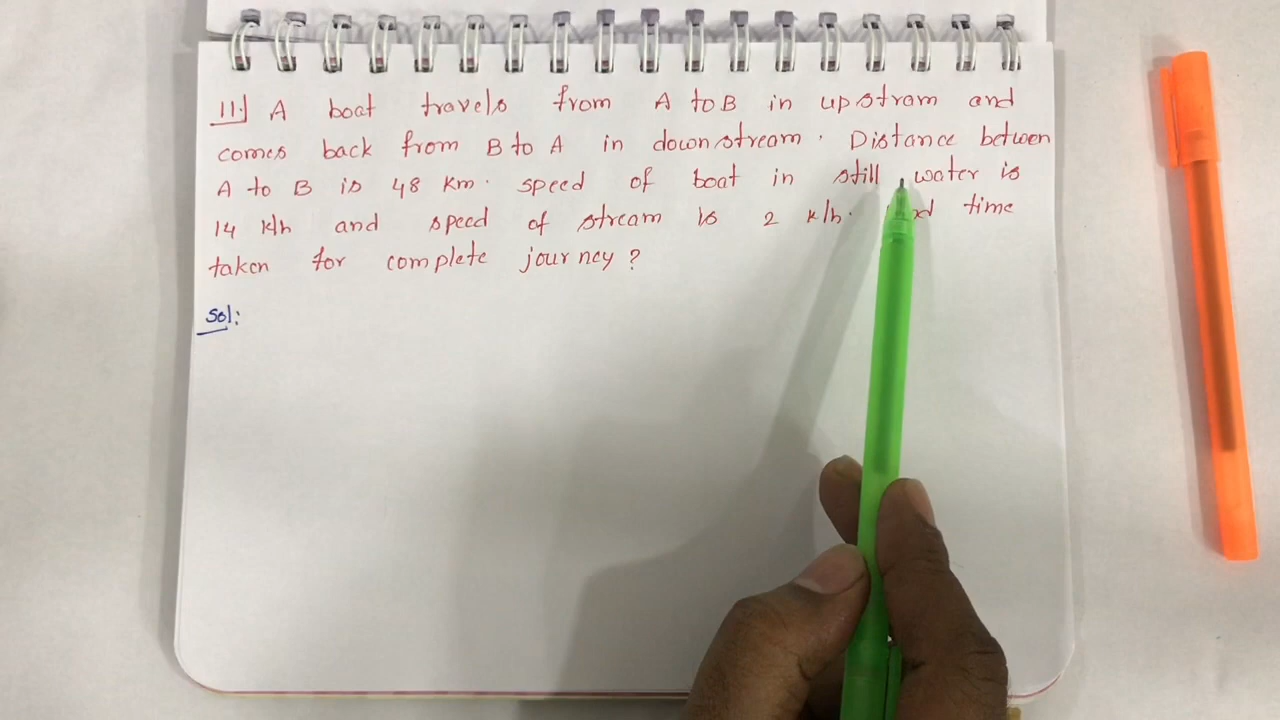 11.] A boat travels from A to B in upstram and
comes back from B to A in downstream. Distance between
A to B is 48 Km. speed of boat in still water is
14 k/h and speed of stream is 2 k/h. time
taken for complete journey?
Sol: